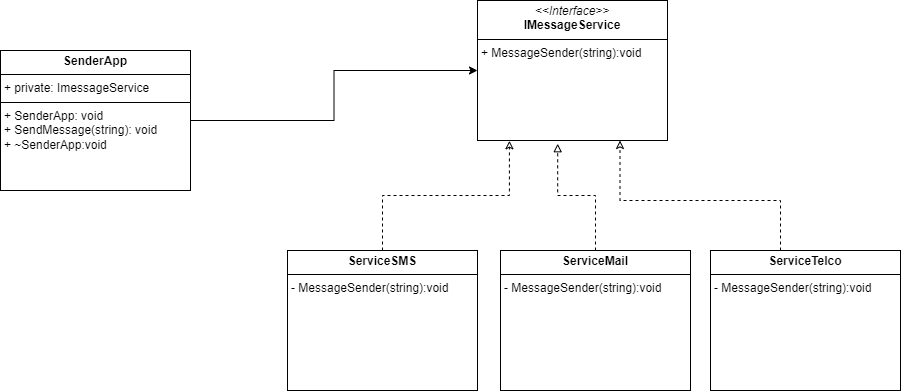 <<Interface>>
IMessageService
+ MessageSender(string):void
SenderApp
+ private: ImessageService
+ SenderApp: void
+ SendMessage(string): void
+ ~SenderApp:void
ServiceSMS
- MessageSender(string):void
ServiceMail
- MessageSender(string):void
ServiceTelco
- MessageSender(string):void